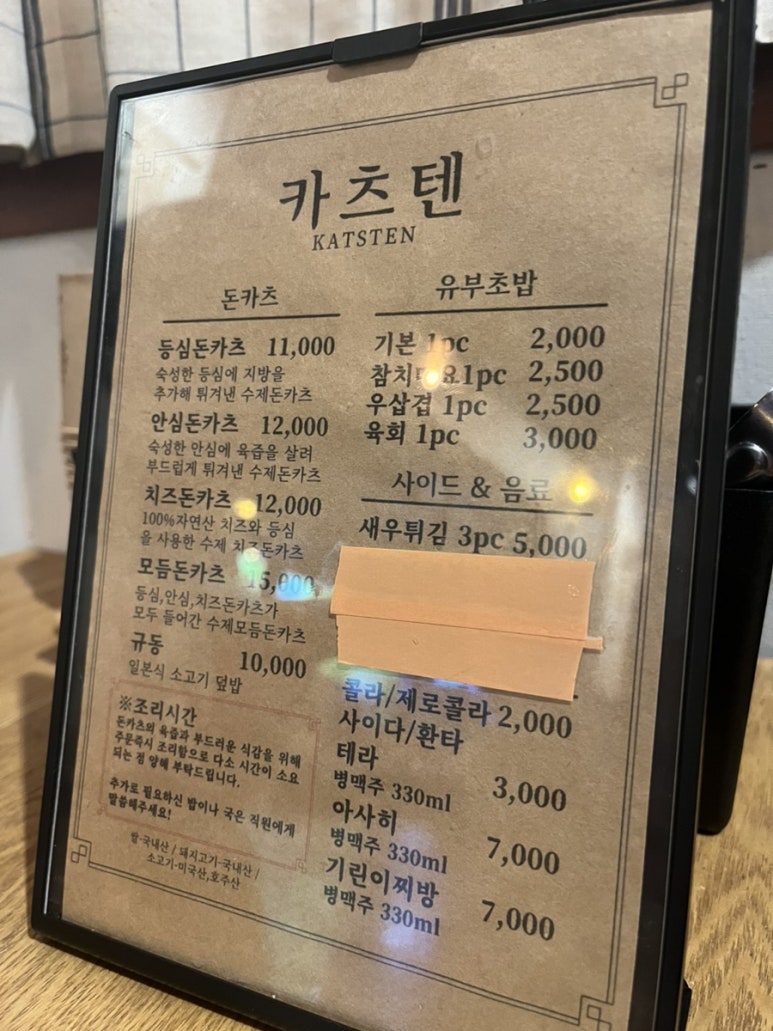 카츠텐
KATSTEN
돈카츠
등심돈카츠 11,000
숙성한 등심에 지방을
추가해 튀겨낸 수제돈카츠
안심돈카츠 12,000
숙성한 안심에 육즙을 살려
부드럽게 튀겨낸 수제돈카츠
치즈돈카츠 12,000
100%자연산 치즈와 등심
을 사용한 수제 치즈돈카츠
모듬돈카츠 15,000
등심,안심,치즈돈카츠가
모두 들어간 수제모듬돈카츠
규동 10,000
일본식 소고기 덮밥
※조리시간
돈카츠의 육즙과 부드러운 식감을 위해
주문즉시 조리함으로 다소 시간이 소요
되는 점 양해 부탁드립니다.
추가로 필요하신 밥이나 국은 직원에게
말씀해주세요!
쌀-국내산 / 돼지고기-국내산 /
소고기-미국산,호주산
유부초밥
기본 1pc 2,000
1pc 2,500
우삼겹 1pc 2,500
육회 1pc 3,000
사이드 & 음료
새우튀김 3pc 5,000
콜라/제로콜라 2,000
사이다/환타
테라
병맥주 330ml 3,000
아사히
병맥주 330ml 7,000
기린이찌방
병맥주 330ml 7,000